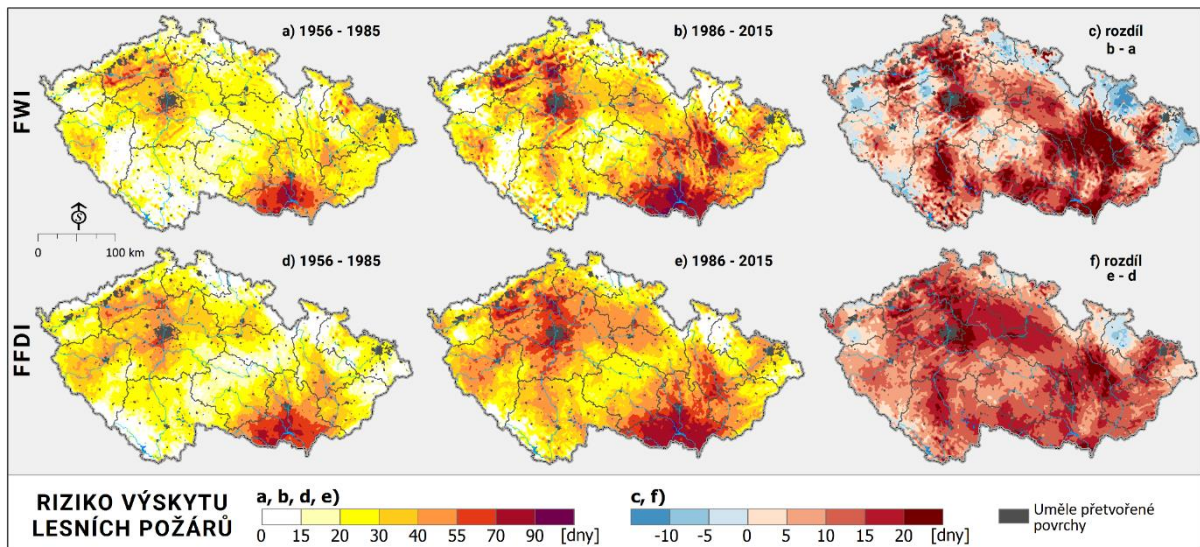 a) 1956 - 1985
b) 1986 - 2015
c) rozdíl
b - a
FWI
S
0 100 km
d) 1956 - 1985
e) 1986 - 2015
f) rozdíl
e - d
FFDI
RIZIKO VÝSKYTU
LESNÍCH POŽÁRŮ
a, b, d, e)
0 15 20 30 40 55 70 90 [dny]
c, f)
-10 -5 0 5 10 15 20 [dny]
Uměle přetvořené
povrchy